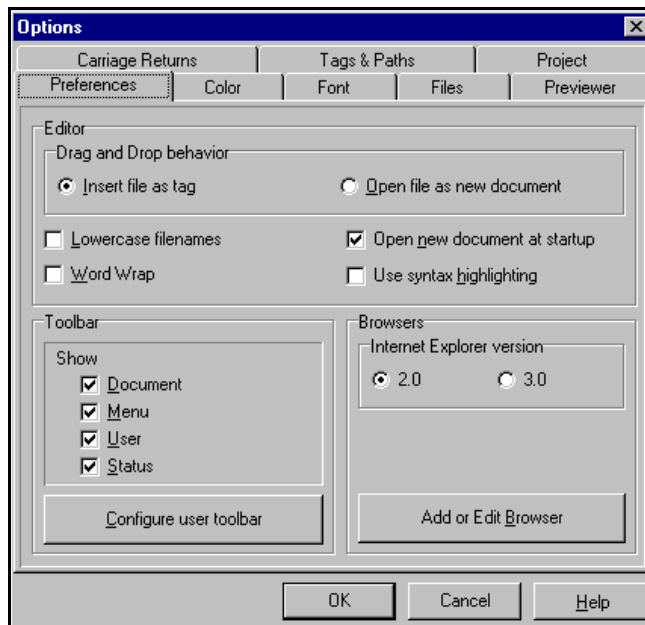 Options
Carriage Returns Tags & Paths Project
Preferences Color Font Files Previewer
Editor
Drag and Drop behavior
Insert file as tag Open file as new document
Lowercase filenames Open new document at startup
Word Wrap Use syntax highlighting
Toolbar Browsers
Show Internet Explorer version
Document 2.0 3.0
Menu
User
Status
Configure user toolbar Add or Edit Browser
OK Cancel Help